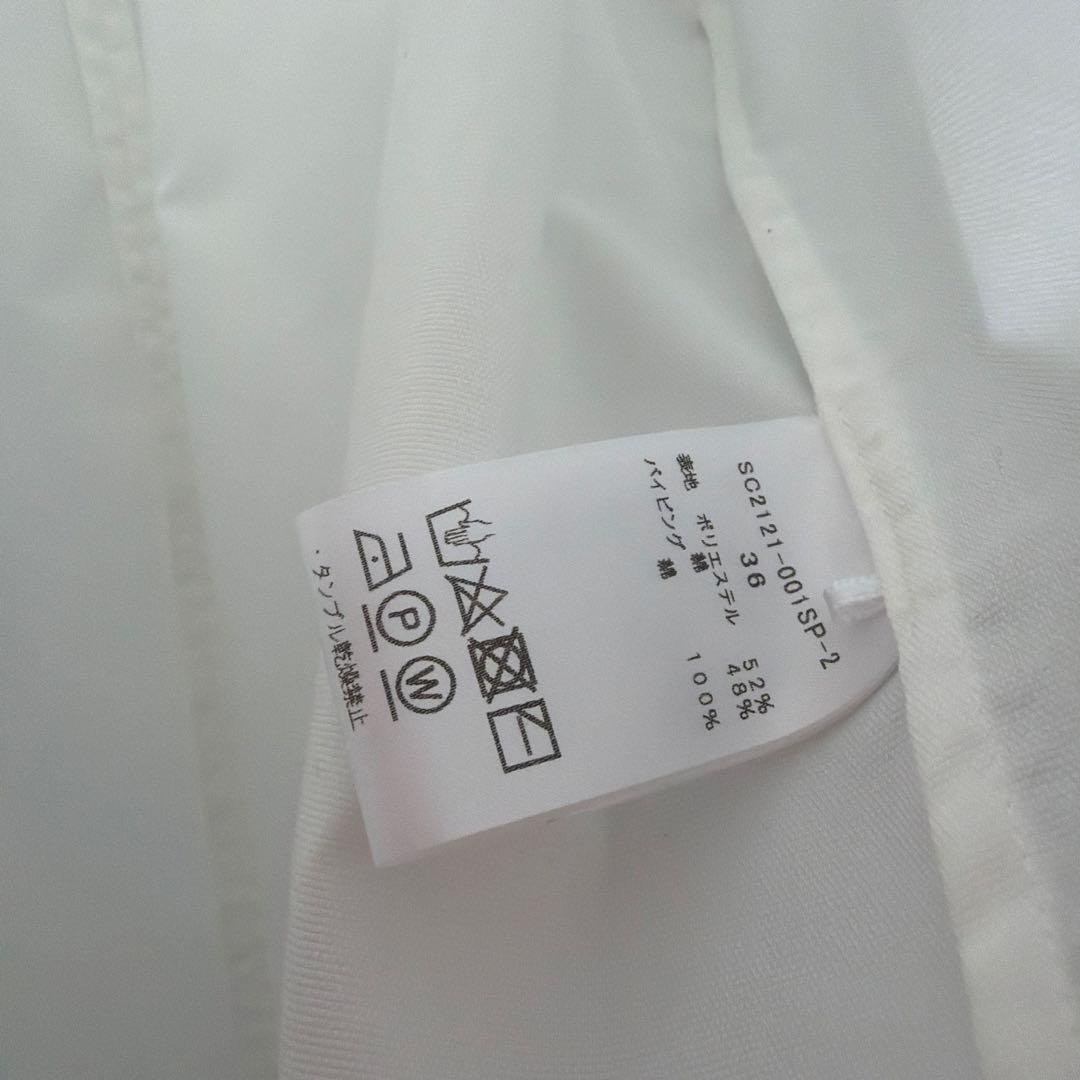 SC2121-001SP-2
36
表地 ポリエステル 52%
綿 48%
パイピング 綿 100%
P
W
・タンブル乾燥禁止